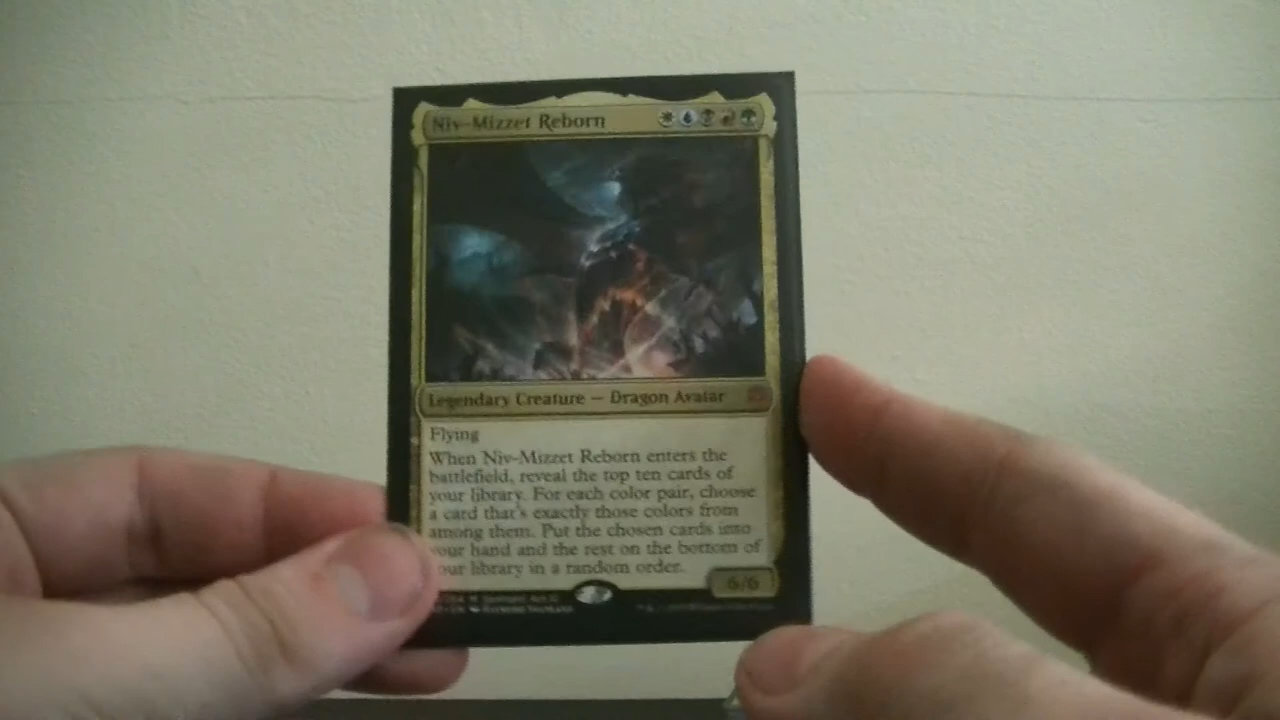 Niv-Mizzet Reborn
Legendary Creature — Dragon Avatar
Flying
When Niv-Mizzet Reborn enters the
battlefield, reveal the top ten cards of
your library. For each color pair, choose
a card that's exactly those colors from
among them. Put the chosen cards into
your hand and the rest on the bottom of
your library in a random order.
6/6